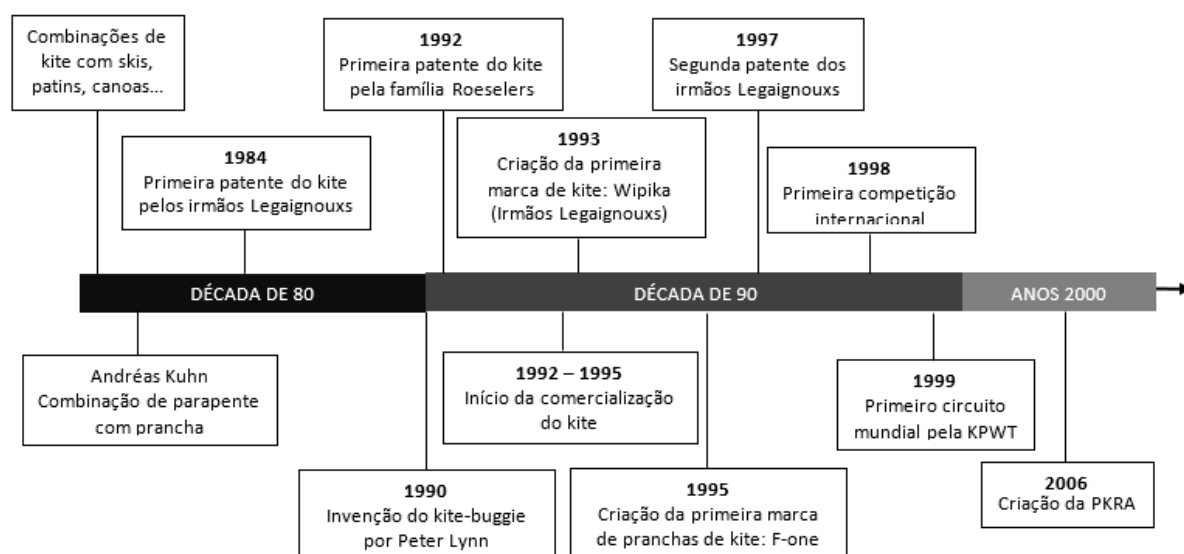 Combinações de
kite com skis,
patins, canoas...
1992
Primeira patente do kite
pela família Roeselers
1997
Segunda patente dos
irmãos Legaignouxs
1984
Primeira patente do kite
pelos irmãos Legaignouxs
1993
Criação da primeira
marca de kite: Wipika
(Irmãos Legaignouxs)
1998
Primeira competição
internacional
DÉCADA DE 80
DÉCADA DE 90
ANOS 2000
Andréas Kuhn
Combinação de parapente
com prancha
1992 – 1995
Início da comercialização
do kite
1999
Primeiro circuito
mundial pela KPWT
1990
Invenção do kite-buggie
por Peter Lynn
1995
Criação da primeira marca
de pranchas de kite: F-one
2006
Criação da PKRA